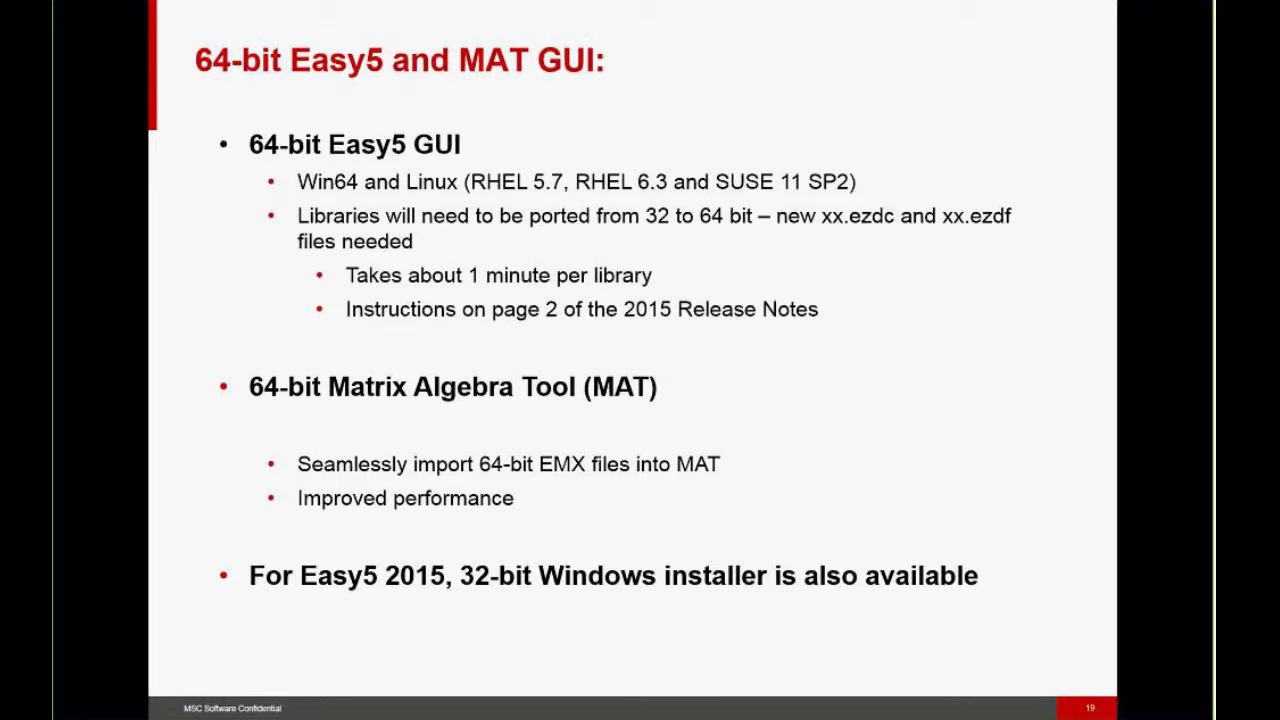 64-bit Easy5 and MAT GUI:
• 64-bit Easy5 GUI
• Win64 and Linux (RHEL 5.7, RHEL 6.3 and SUSE 11 SP2)
• Libraries will need to be ported from 32 to 64 bit – new xx.ezdc and xx.ezdf
files needed
• Takes about 1 minute per library
• Instructions on page 2 of the 2015 Release Notes
• 64-bit Matrix Algebra Tool (MAT)
• Seamlessly import 64-bit EMX files into MAT
• Improved performance
• For Easy5 2015, 32-bit Windows installer is also available
MSC Software Confidential
19